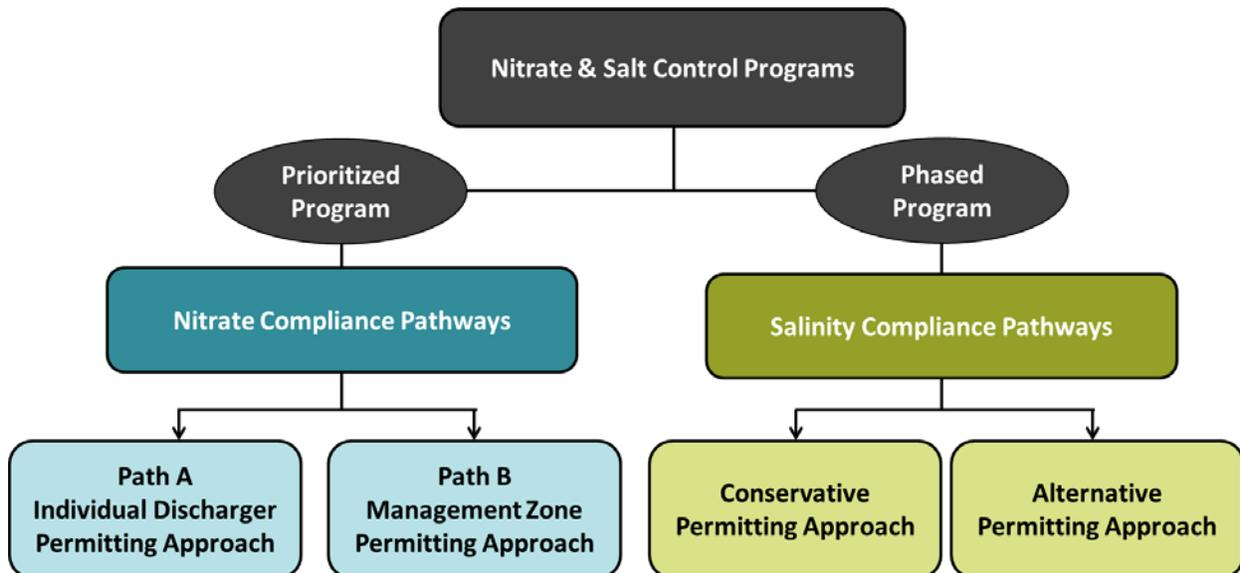 Nitrate & Salt Control Programs
Prioritized
Program
Phased
Program
Nitrate Compliance Pathways
Salinity Compliance Pathways
Path A
Individual Discharger
Permitting Approach
Path B
Management Zone
Permitting Approach
Conservative
Permitting Approach
Alternative
Permitting Approach